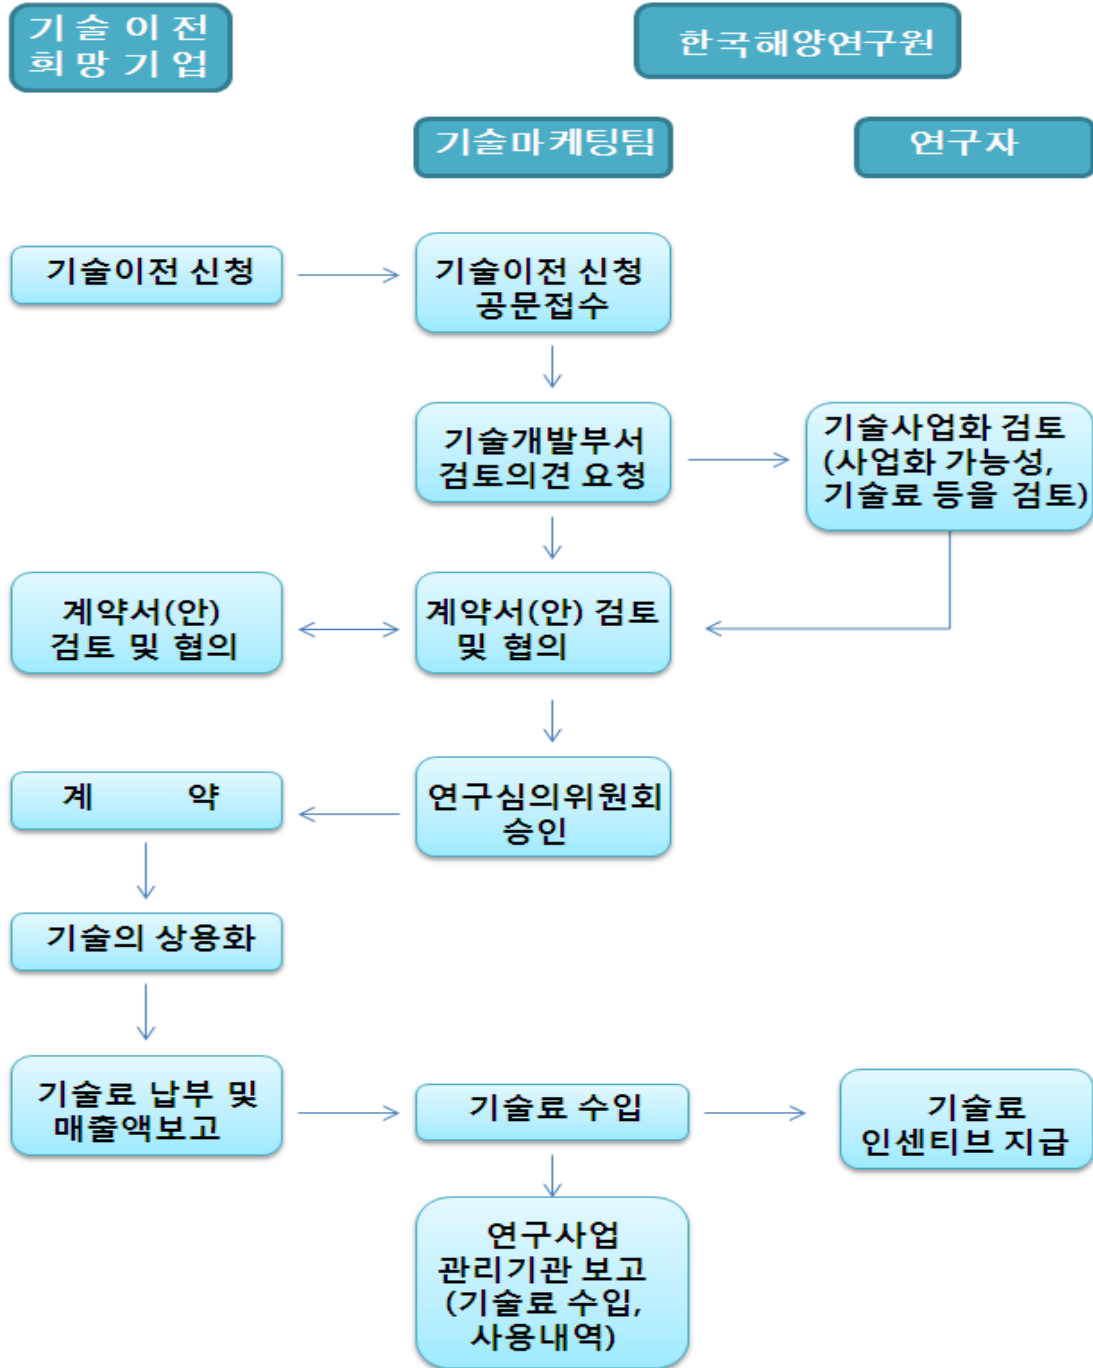 기 술 이 전
희 망 기 업
한국해양연구원
기술마케팅팀
연구자
기술이전 신청
기술이전 신청
공문접수
기술개발부서
검토의견 요청
기술사업화 검토
(사업화 가능성,
기술료 등을 검토)
계약서(안)
검토 및 협의
계약서(안) 검토
및 협의
계 약
연구심의위원회
승인
기술의 상용화
기술료 납부 및
매출액보고
기술료 수입
기술료
인센티브 지급
연구사업
관리기관 보고
(기술료 수입,
사용내역)